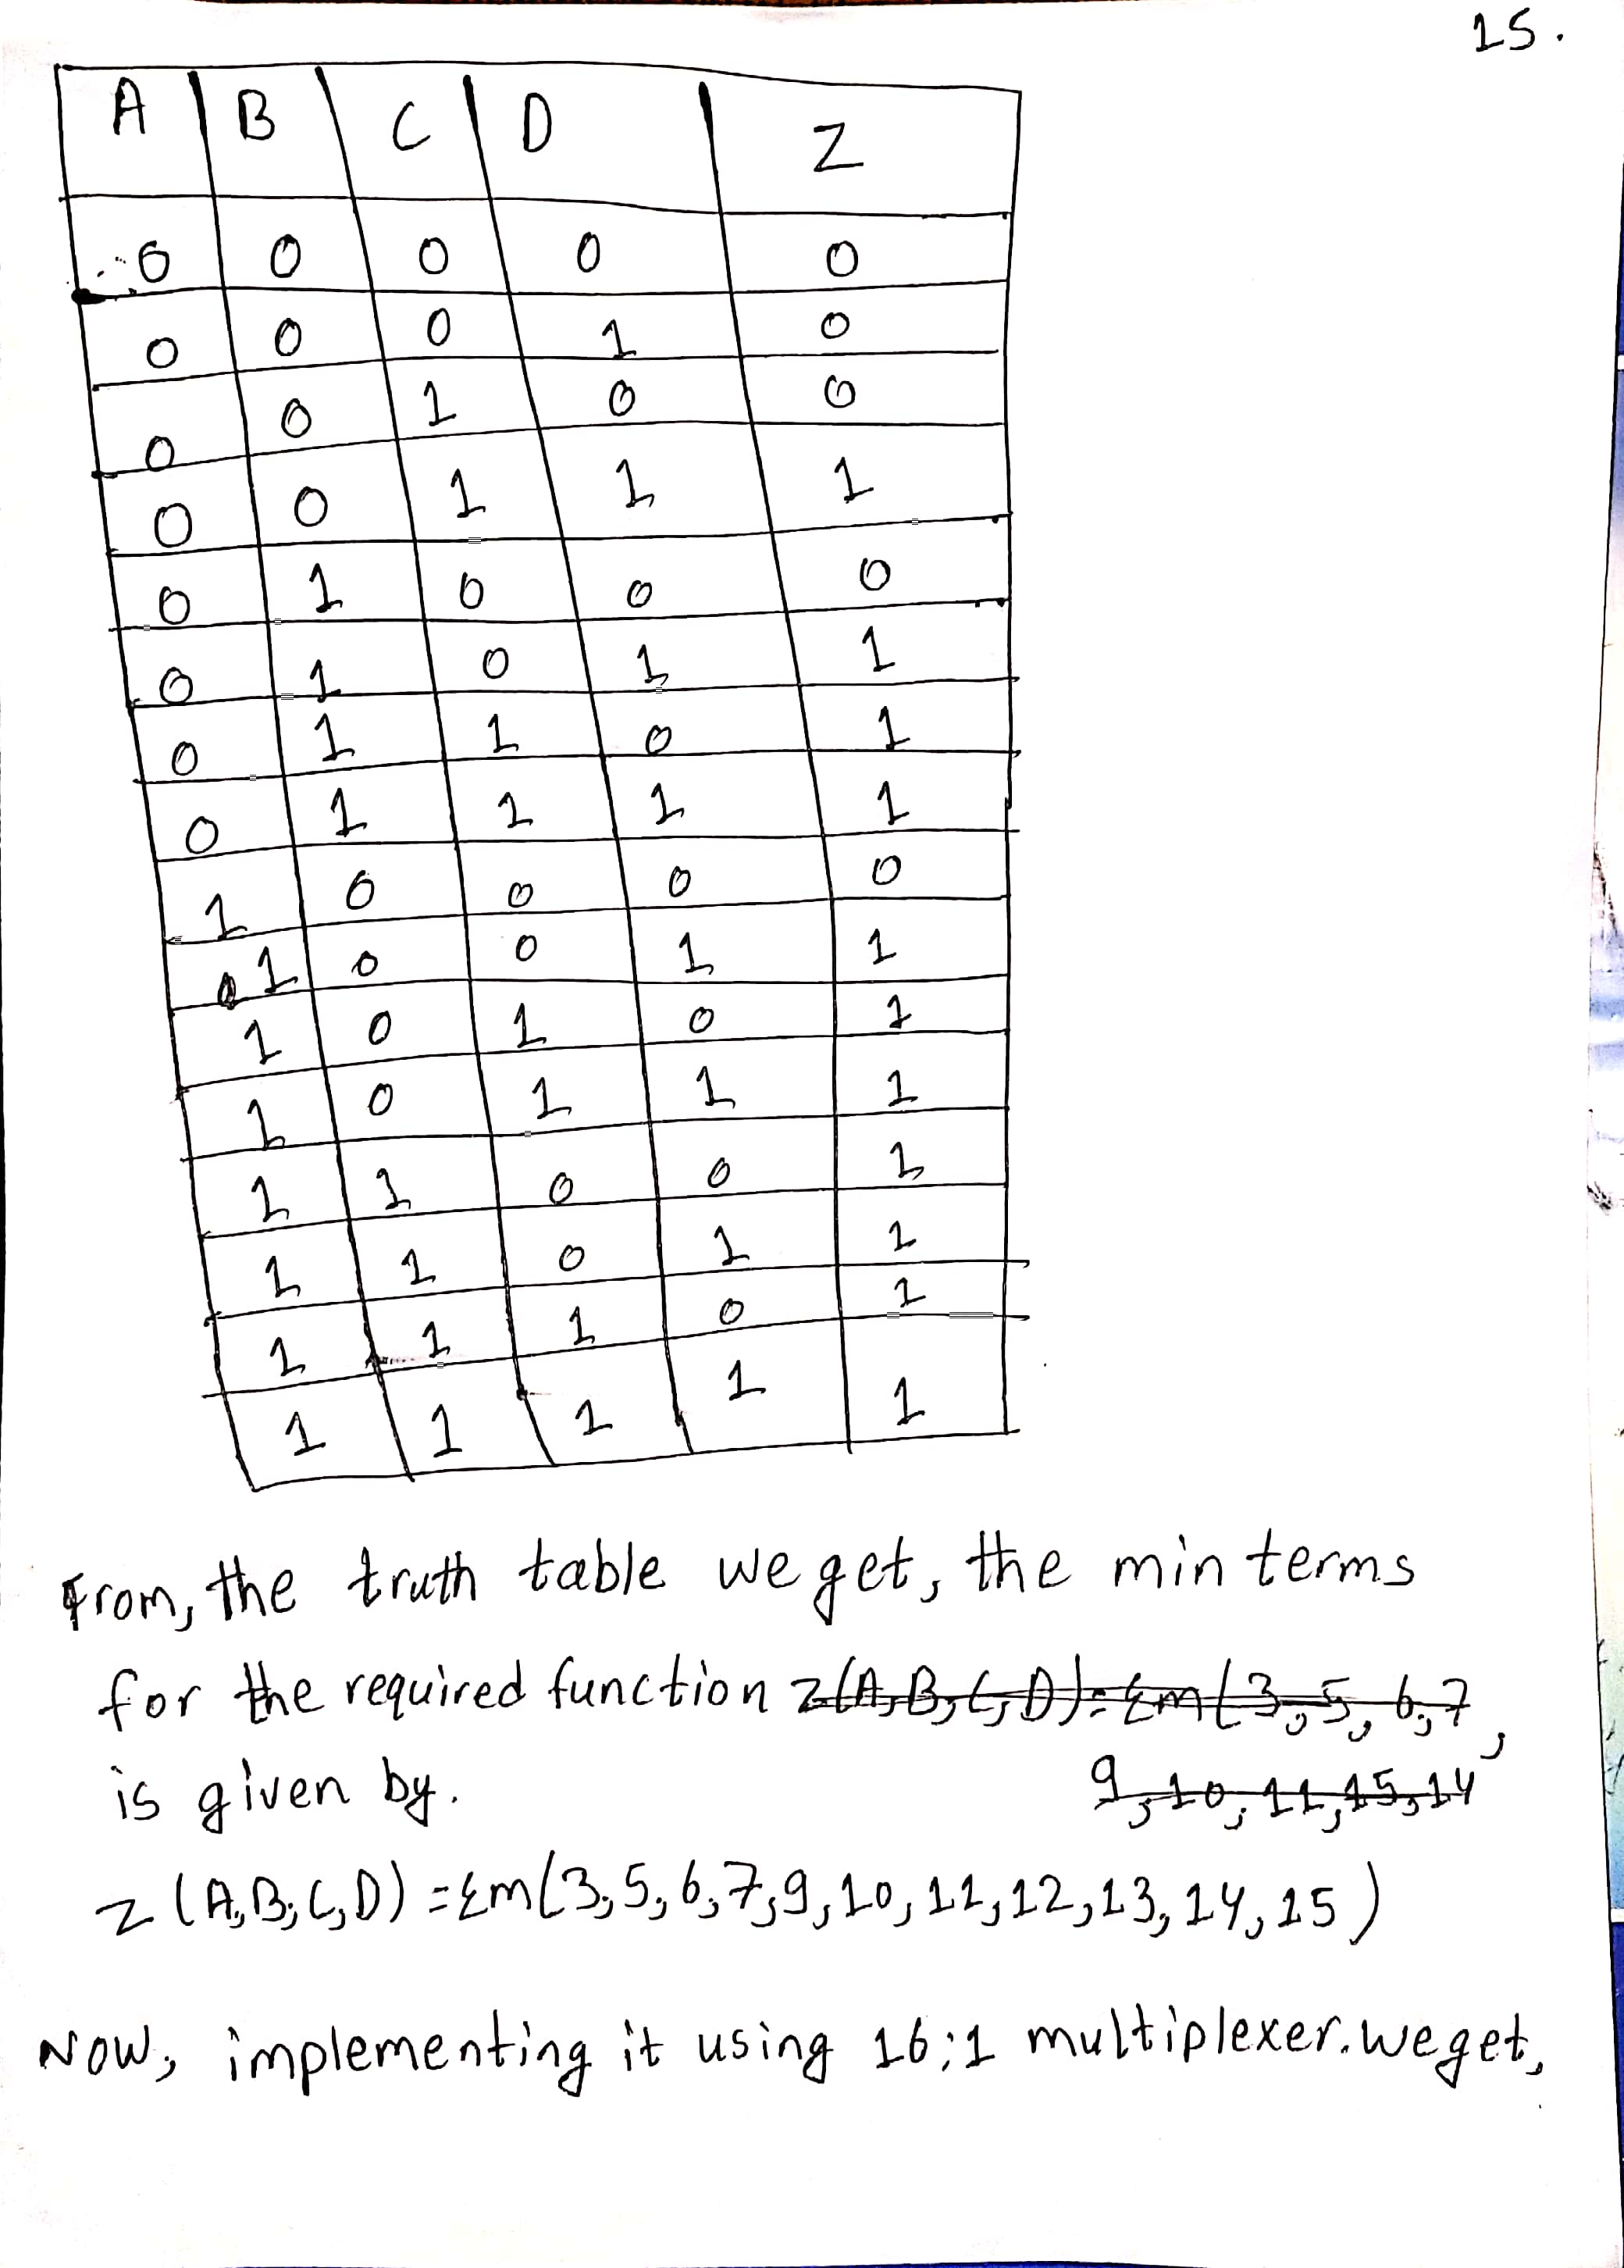 15.
A B C D Z
0 0 0 0 0
0 0 0 1 0
0 0 1 0 0
0 0 1 1 1
0 1 0 0 0
0 1 0 1 1
0 1 1 0 1
0 1 1 1 1
1 0 0 0 0
1 0 0 1 1
1 0 1 0 1
1 0 1 1 1
1 1 0 0 1
1 1 0 1 1
1 1 1 0 1
1 1 1 1 1
From, the truth table we get, the min terms
for the required function Z(A,B,C,D)=Σm(3,5,6,7,
is given by. 9,10,11,15,14
Z(A,B,C,D)=Σm(3,5,6,7,9,10,11,12,13,14,15)
Now, implementing it using 16:1 multiplexer.we get,